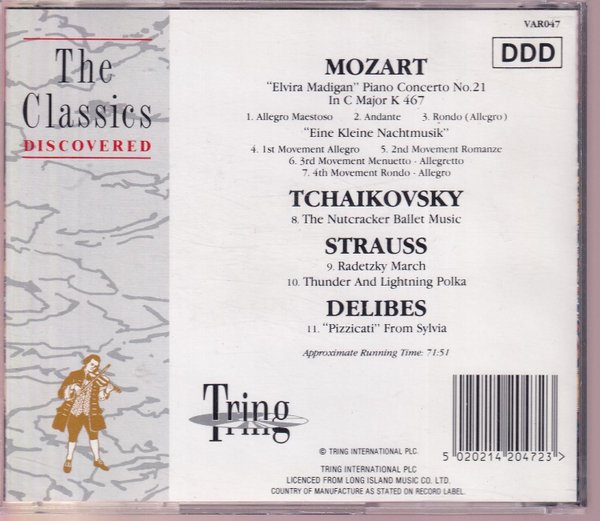 VAR047
DDD
The
Classics
DISCOVERED
MOZART
"Elvira Madigan" Piano Concerto No.21
In C Major K 467
1. Allegro Maestoso 2. Andante 3. Rondo (Allegro)
"Eine Kleine Nachtmusik"
4. 1st Movement Allegro 5. 2nd Movement Romanze
6. 3rd Movement Menuetto - Allegretto
7. 4th Movement Rondo - Allegro
TCHAIKOVSKY
8. The Nutcracker Ballet Music
STRAUSS
9. Radetzky March
10. Thunder And Lightning Polka
DELIBES
11. "Pizzicati" From Sylvia
Approximate Running Time: 71:51
Tring
© TRING INTERNATIONAL PLC.
TRING INTERNATIONAL PLC
LICENCED FROM LONG ISLAND MUSIC CO. LTD.
COUNTRY OF MANUFACTURE AS STATED ON RECORD LABEL.
5 020214 204723 >